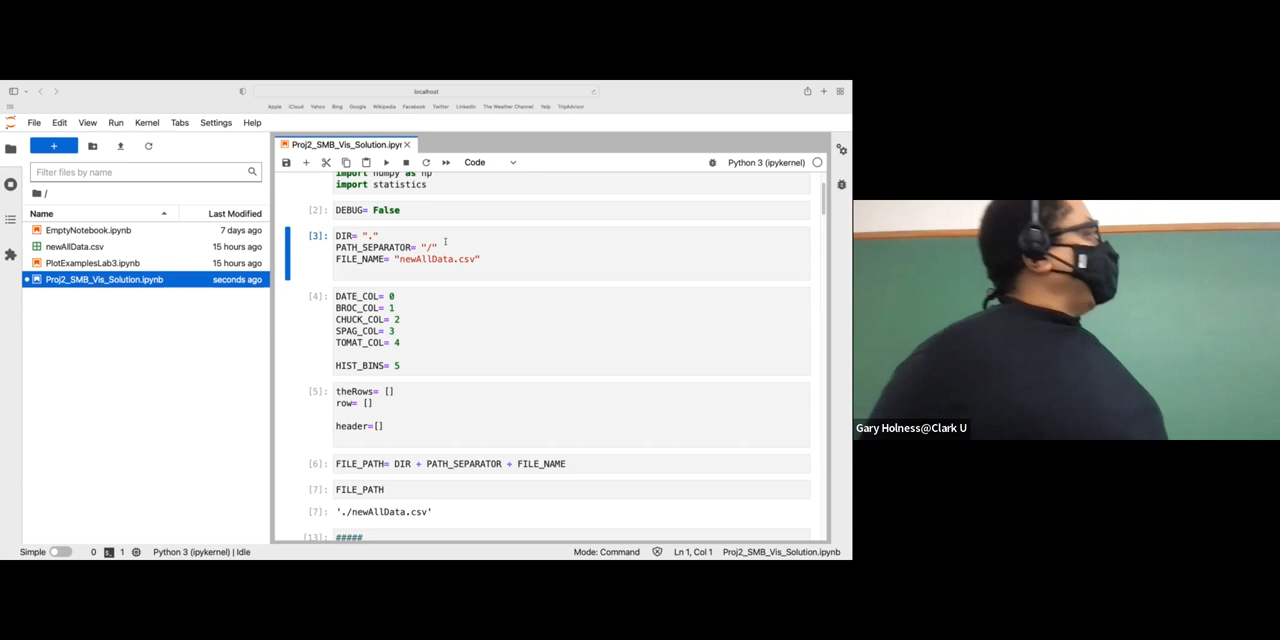 localhost
Apple iCloud Yahoo Bing Google Wikipedia Facebook Twitter LinkedIn The Weather Channel Yelp TripAdvisor
File Edit View Run Kernel Tabs Settings Help
Proj2_SMB_Vis_Solution.ipyr
Filter files by name
Code
Python 3 (ipykernel)
/
Name Last Modified
EmptyNotebook.ipynb 7 days ago
newAllData.csv 15 hours ago
PlotExamplesLab3.ipynb 15 hours ago
Proj2_SMB_Vis_Solution.ipynb seconds ago
import numpy as np
import statistics
[2]: DEBUG= False
[3]: DIR= "."
PATH_SEPARATOR= "/"
FILE_NAME= "newAllData.csv"
[4]: DATE_COL= 0
BROC_COL= 1
CHUCK_COL= 2
SPAG_COL= 3
TOMAT_COL= 4
HIST_BINS= 5
[5]: theRows= []
row= []
header=[]
[6]: FILE_PATH= DIR + PATH_SEPARATOR + FILE_NAME
[7]: FILE_PATH
[7]: './newAllData.csv'
[13]: #####
Simple 0 1 Python 3 (ipykernel) | Idle Mode: Command Ln 1, Col 1 Proj2_SMB_Vis_Solution.ipynb
Gary Holness@Clark U